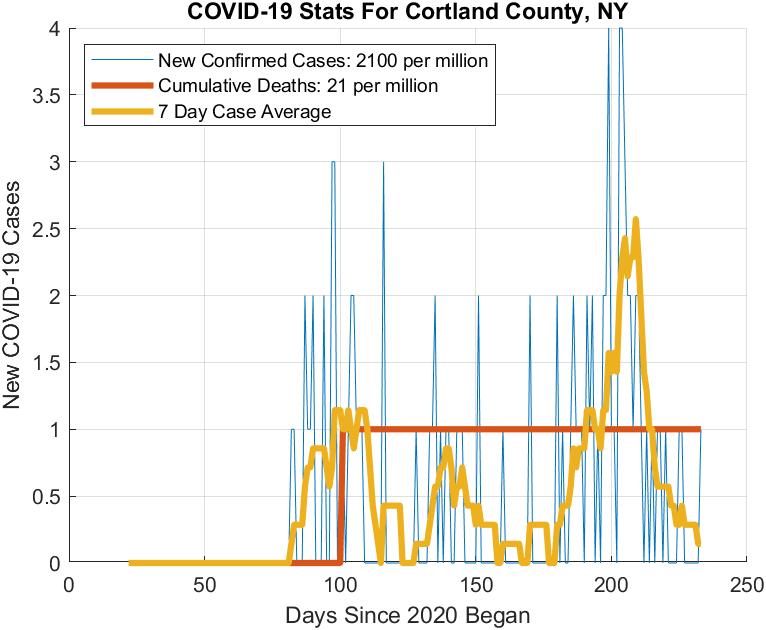 COVID-19 Stats For Cortland County, NY
New Confirmed Cases: 2100 per million
Cumulative Deaths: 21 per million
7 Day Case Average
New COVID-19 Cases
4
3.5
3
2.5
2
1.5
1
0.5
0
0 50 100 150 200 250
Days Since 2020 Began